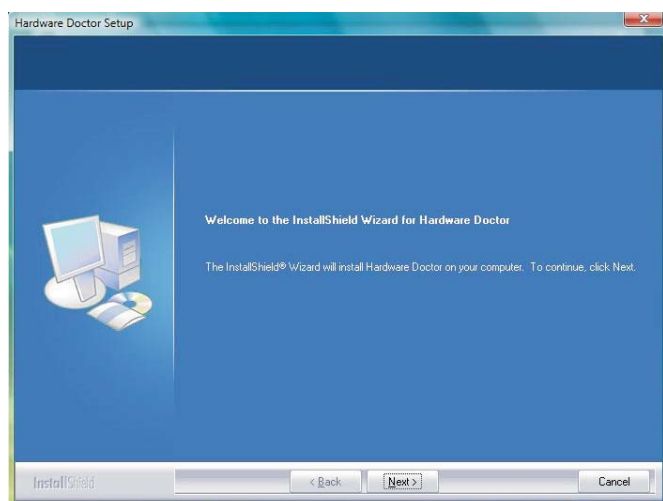 Hardware Doctor Setup
Welcome to the InstallShield Wizard for Hardware Doctor
The InstallShield® Wizard will install Hardware Doctor on your computer. To continue, click Next.
InstallShield
< Back
Next >
Cancel